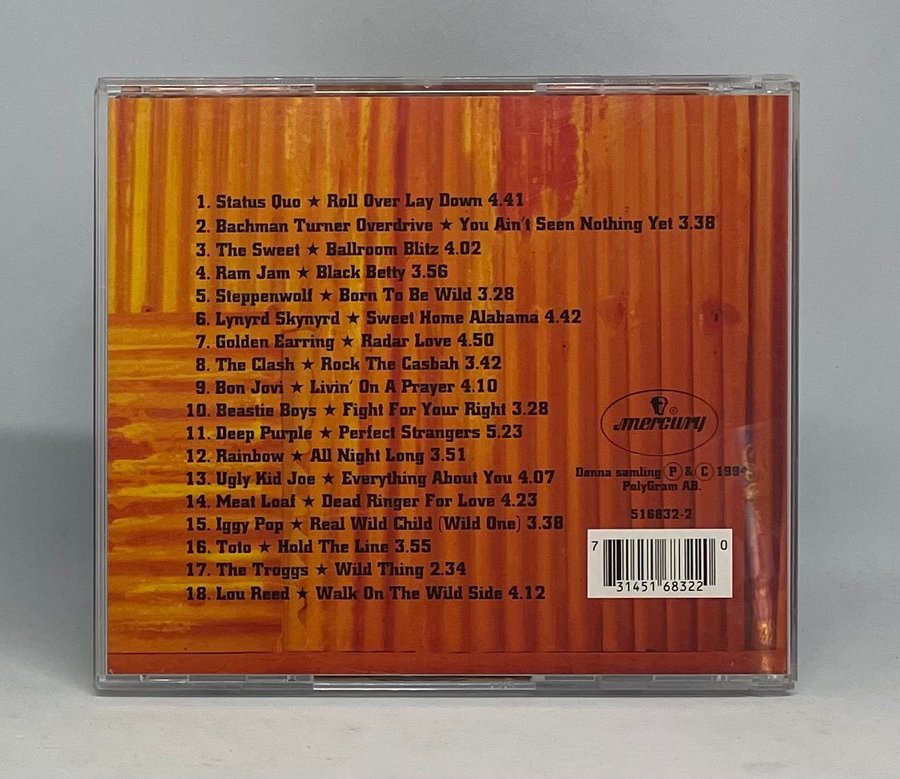 1. Status Quo ★ Roll Over Lay Down 4.41
2. Bachman Turner Overdrive ★ You Ain't Seen Nothing Yet 3.38
3. The Sweet ★ Ballroom Blitz 4.02
4. Ram Jam ★ Black Betty 3.56
5. Steppenwolf ★ Born To Be Wild 3.28
6. Lynyrd Skynyrd ★ Sweet Home Alabama 4.42
7. Golden Earring ★ Radar Love 4.50
8. The Clash ★ Rock The Casbah 3.42
9. Bon Jovi ★ Livin' On A Prayer 4.10
10. Beastie Boys ★ Fight For Your Right 3.28
11. Deep Purple ★ Perfect Strangers 5.23
12. Rainbow ★ All Night Long 3.51
13. Ugly Kid Joe ★ Everything About You 4.07
14. Meat Loaf ★ Dead Ringer For Love 4.23
15. Iggy Pop ★ Real Wild Child (Wild One) 3.38
16. Toto ★ Hold The Line 3.55
17. The Troggs ★ Wild Thing 2.34
18. Lou Reed ★ Walk On The Wild Side 4.12
mercury ®
Denna samling Ⓟ & Ⓒ 1994
PolyGram AB.
516832-2
7 31451 68322 0